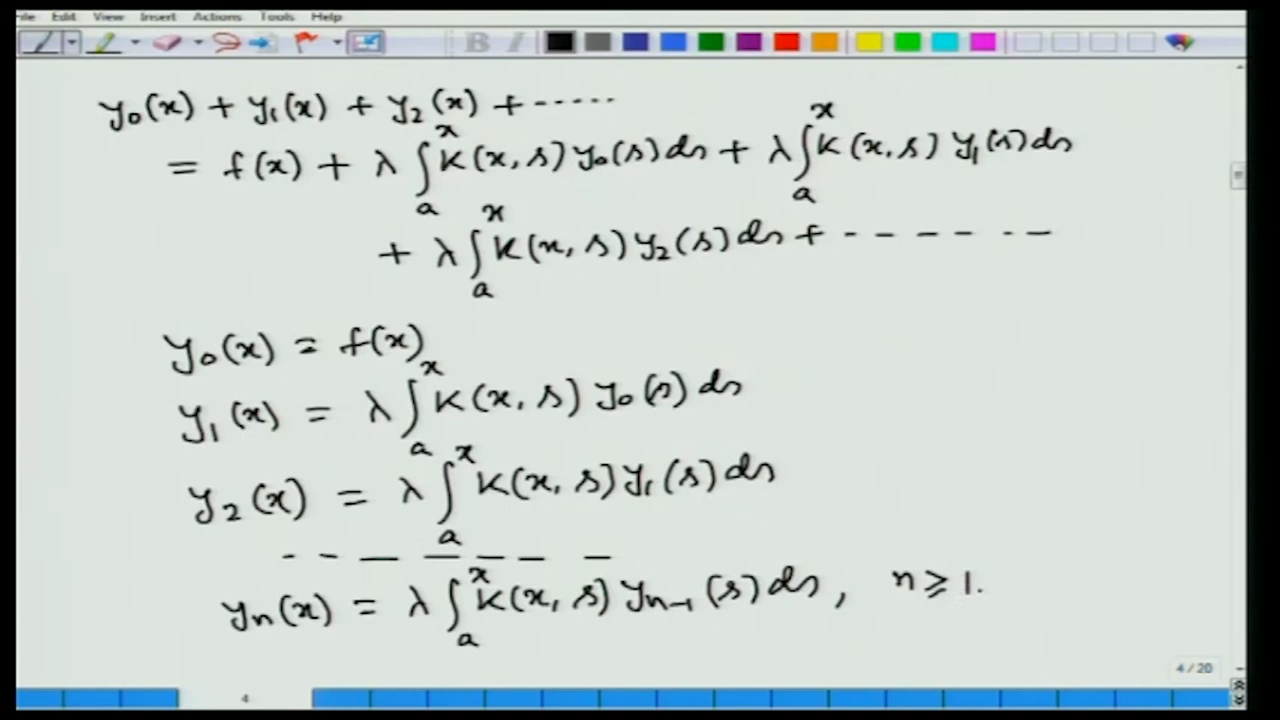 File Edit View Insert Actions Tools Help
B I
y₀(x) + y₁(x) + y₂(x) + ·····
= f(x) + λ ∫ₐˣ K(x, s) y₀(s) ds + λ ∫ₐˣ K(x, s) y₁(s) ds
+ λ ∫ₐˣ K(x, s) y₂(s) ds + - - - - - -
y₀(x) = f(x)
y₁(x) = λ ∫ₐˣ K(x, s) y₀(s) ds
y₂(x) = λ ∫ₐˣ K(x, s) y₁(s) ds
- - - - - - -
yₙ(x) = λ ∫ₐˣ K(x, s) yₙ₋₁(s) ds, n ≥ 1.
4 / 20
4